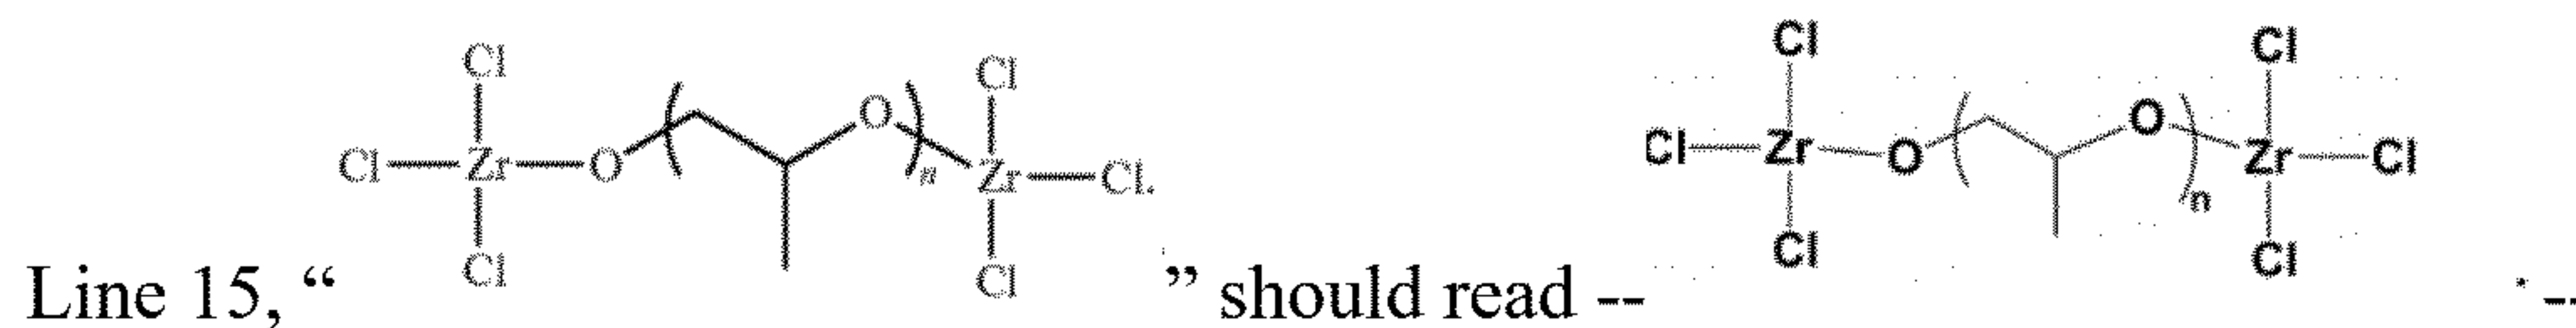 Line 15, “
Cl
Cl Zr O ( O ) n Zr Cl.
Cl
Cl
Cl
” should read --
Cl
Cl Zr O ( O ) n Zr Cl
Cl
Cl
Cl
. --